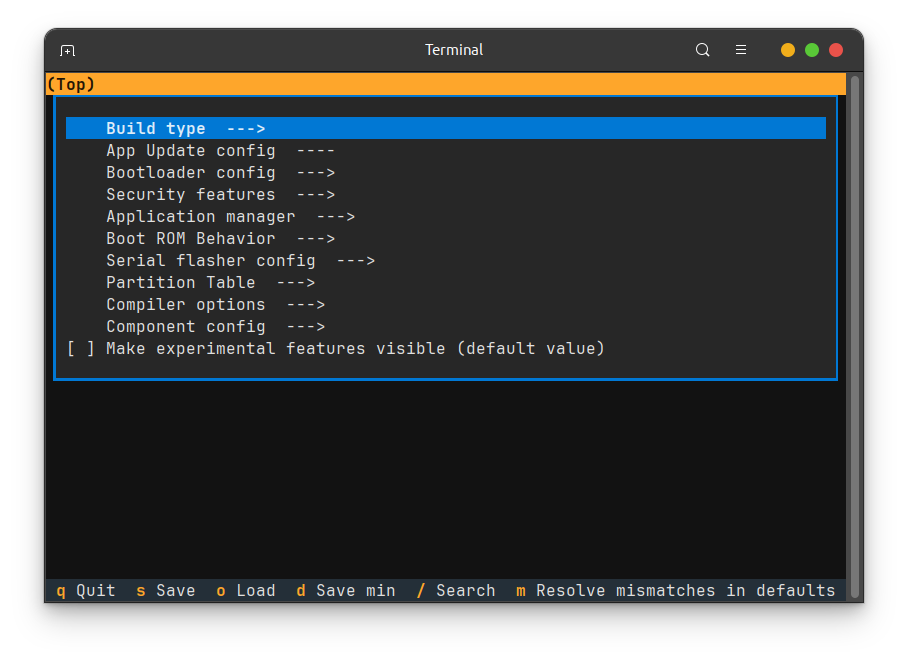 Terminal
(Top)
Build type  --->
App Update config  ----
Bootloader config  --->
Security features  --->
Application manager  --->
Boot ROM Behavior  --->
Serial flasher config  --->
Partition Table  --->
Compiler options  --->
Component config  --->
[ ] Make experimental features visible (default value)
q Quit  s Save  o Load  d Save min  / Search  m Resolve mismatches in defaults